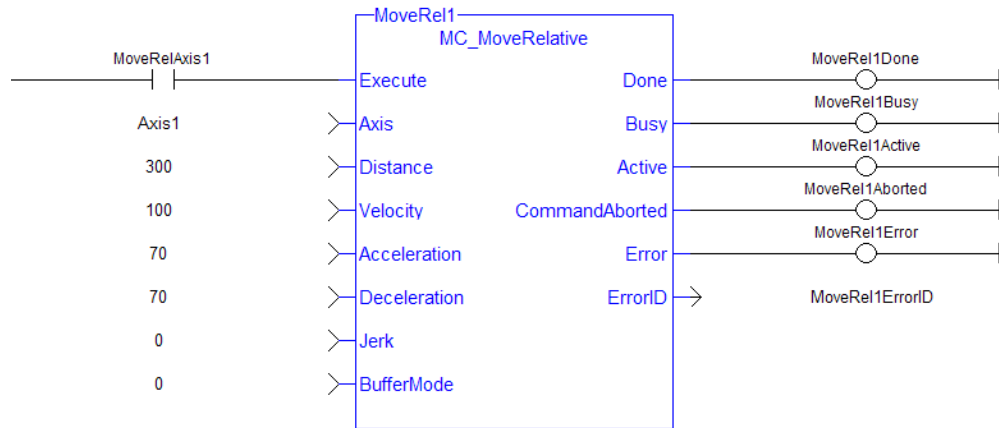 MoveRel1
MC_MoveRelative
MoveRelAxis1
Execute
Done
MoveRel1Done
Axis1
Axis
Busy
MoveRel1Busy
300
Distance
Active
MoveRel1Active
100
Velocity
CommandAborted
MoveRel1Aborted
70
Acceleration
Error
MoveRel1Error
70
Deceleration
ErrorID
MoveRel1ErrorID
0
Jerk
0
BufferMode